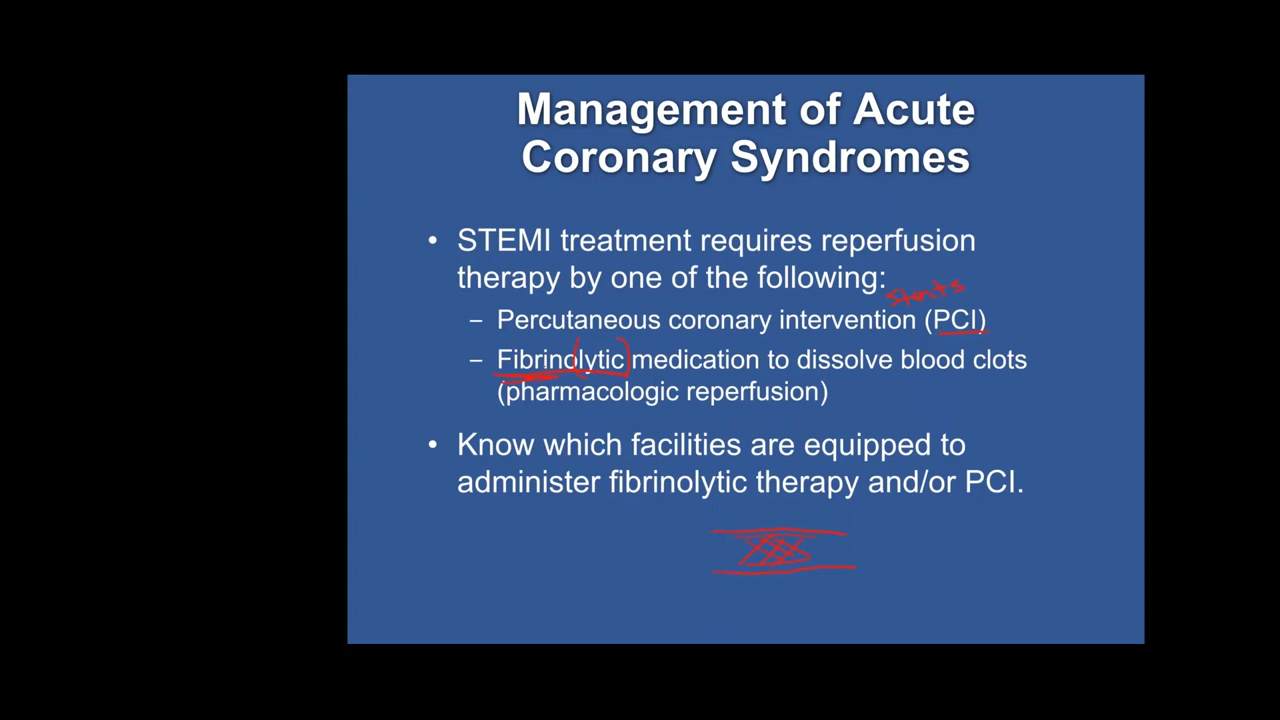 Management of Acute
Coronary Syndromes
• STEMI treatment requires reperfusion
therapy by one of the following:
stents
– Percutaneous coronary intervention (PCI)
– Fibrinolytic medication to dissolve blood clots
(pharmacologic reperfusion)
• Know which facilities are equipped to
administer fibrinolytic therapy and/or PCI.